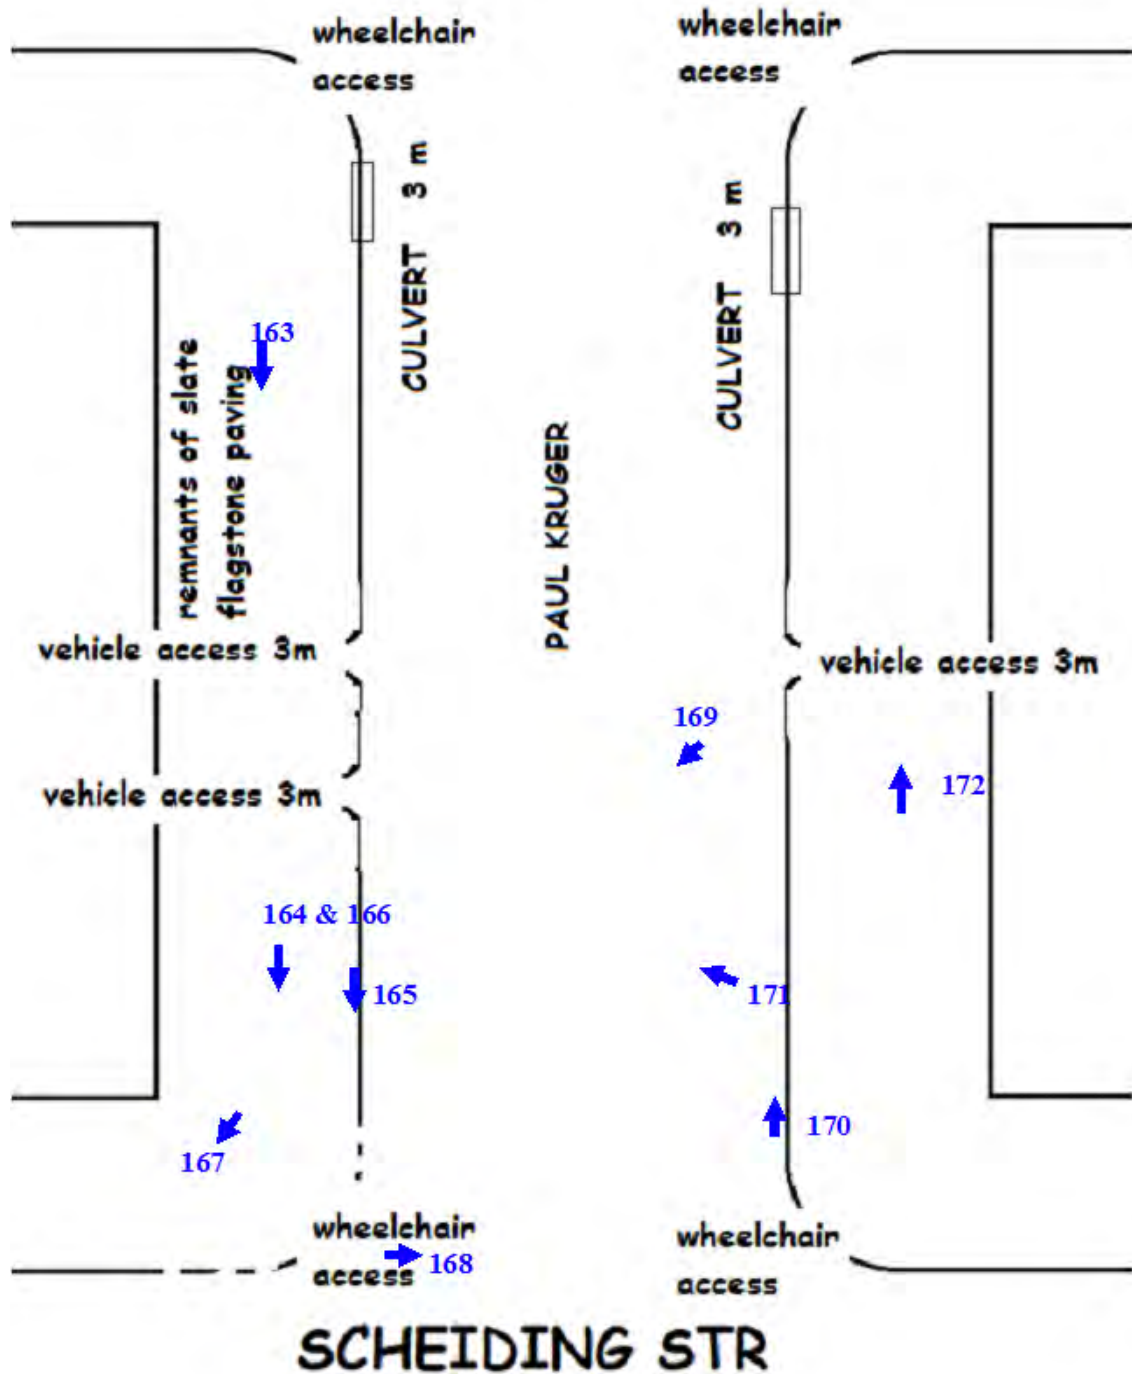 wheelchair
access
wheelchair
access
CULVERT 3 m
CULVERT 3 m
163
remnants of slate
flagstone paving
PAUL KRUGER
vehicle access 3m
vehicle access 3m
169
172
vehicle access 3m
164 & 166
165
171
170
167
wheelchair
access
168
wheelchair
access
SCHEIDING STR